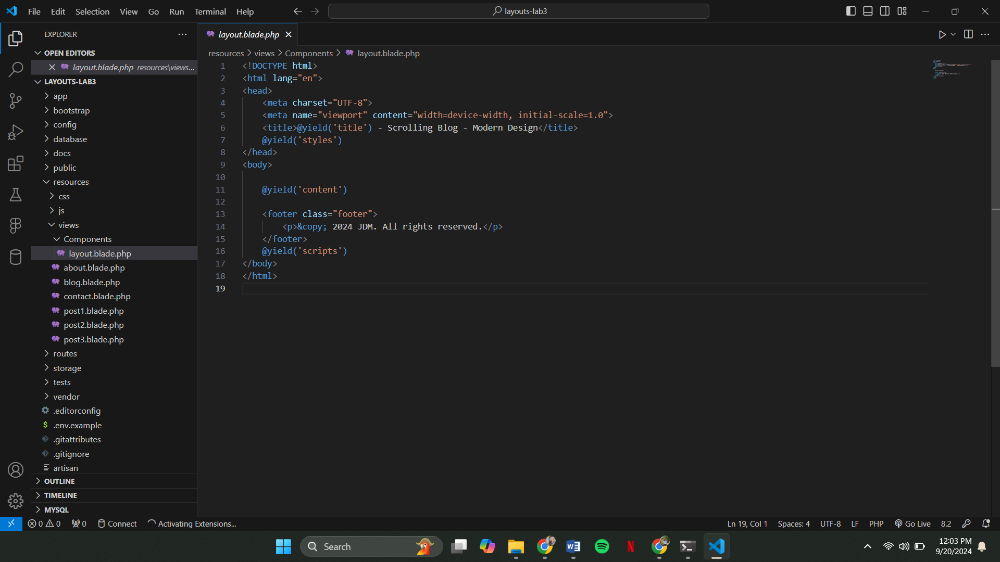 File Edit Selection View Go Run Terminal Help
layouts-lab3
EXPLORER
OPEN EDITORS
layout.blade.php resources\views...
LAYOUTS-LAB3
app
bootstrap
config
database
docs
public
resources
css
js
views
Components
layout.blade.php
about.blade.php
blog.blade.php
contact.blade.php
post1.blade.php
post2.blade.php
post3.blade.php
routes
storage
tests
vendor
.editorconfig
.env.example
.gitattributes
.gitignore
artisan
OUTLINE
TIMELINE
MYSQL
layout.blade.php
resources > views > Components > layout.blade.php
1 <!DOCTYPE html>
2 <html lang="en">
3 <head>
4 <meta charset="UTF-8">
5 <meta name="viewport" content="width=device-width, initial-scale=1.0">
6 <title>@yield('title') - Scrolling Blog - Modern Design</title>
7 @yield('styles')
8 </head>
9 <body>
10
11 @yield('content')
12
13 <footer class="footer">
14 <p>&copy; 2024 JDM. All rights reserved.</p>
15 </footer>
16 @yield('scripts')
17 </body>
18 </html>
19
0 0 0 Connect Activating Extensions...
Ln 19, Col 1 Spaces: 4 UTF-8 LF PHP Go Live 8.2
Search
12:03 PM
9/20/2024